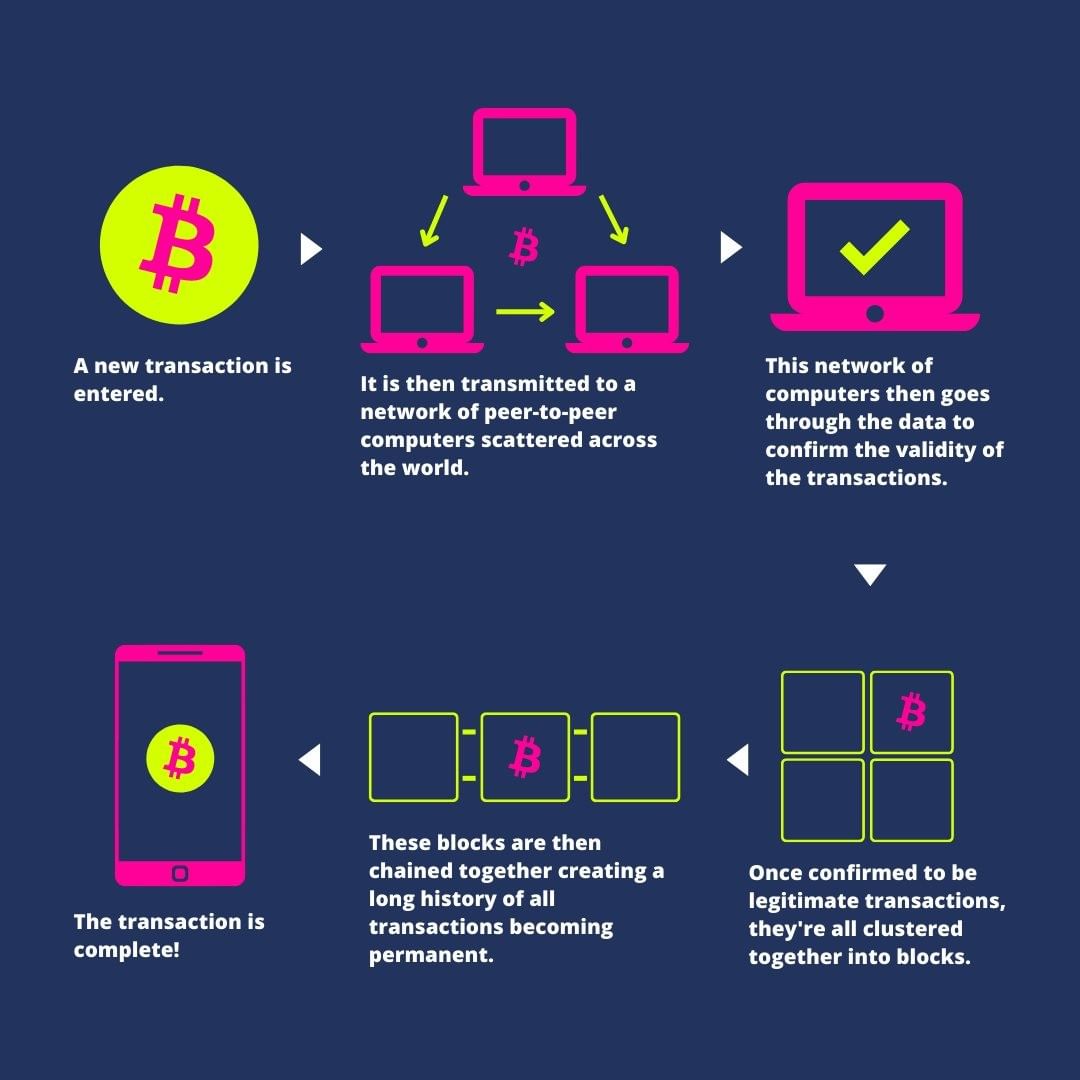 A new transaction is
entered.
It is then transmitted to a
network of peer-to-peer
computers scattered across
the world.
This network of
computers then goes
through the data to
confirm the validity of
the transactions.
Once confirmed to be
legitimate transactions,
they're all clustered
together into blocks.
These blocks are then
chained together creating a
long history of all
transactions becoming
permanent.
The transaction is
complete!